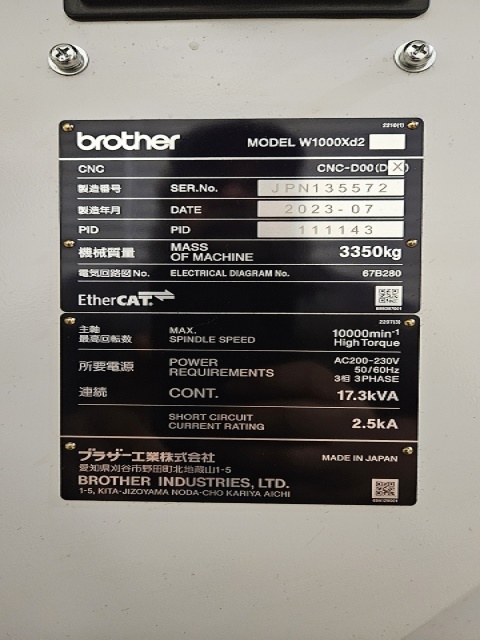 2210(1)
brother MODEL W1000Xd2
CNC CNC-D00(DX)
製造番号 SER.No. JPN135572
製造年月 DATE 2023-07
PID PID 111143
機械質量 MASS OF MACHINE 3350kg
電気回路図No. ELECTRICAL DIAGRAM No. 67B280
EtherCAT.
2207(3)
主軸最高回転数 MAX. SPINDLE SPEED 10000min-1
High Torque
所要電源 POWER REQUIREMENTS AC200-230V
50/60Hz
3相 3PHASE
連続 CONT. 17.3kVA
SHORT CIRCUIT
CURRENT RATING 2.5kA
ブラザー工業株式会社 MADE IN JAPAN
愛知県刈谷市野田町北地蔵山1-5
BROTHER INDUSTRIES, LTD.
1-5, KITA-JIZOYAMA NODA-CHO KARIYA AICHI